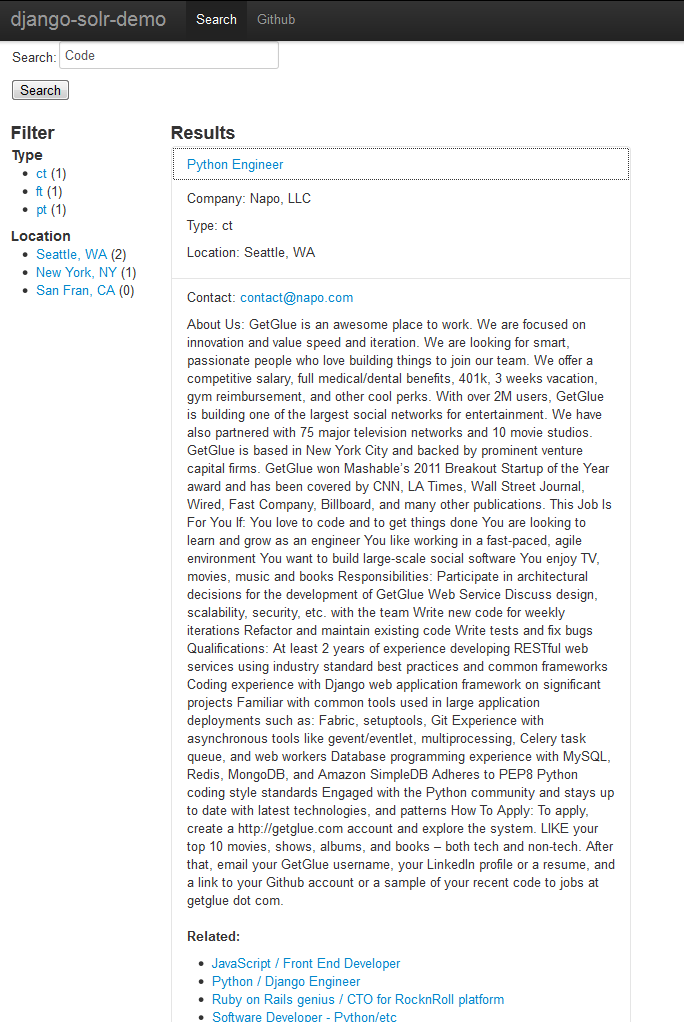 django-solr-demo Search Github
Search: Code
Search
Filter
Type
ct (1)
ft (1)
pt (1)
Location
Seattle, WA (2)
New York, NY (1)
San Fran, CA (0)
Results
Python Engineer
Company: Napo, LLC
Type: ct
Location: Seattle, WA
Contact: contact@napo.com
About Us: GetGlue is an awesome place to work. We are focused on
innovation and value speed and iteration. We are looking for smart,
passionate people who love building things to join our team. We offer a
competitive salary, full medical/dental benefits, 401k, 3 weeks vacation,
gym reimbursement, and other cool perks. With over 2M users, GetGlue
is building one of the largest social networks for entertainment. We have
also partnered with 75 major television networks and 10 movie studios.
GetGlue is based in New York City and backed by prominent venture
capital firms. GetGlue won Mashable’s 2011 Breakout Startup of the Year
award and has been covered by CNN, LA Times, Wall Street Journal,
Wired, Fast Company, Billboard, and many other publications. This Job Is
For You If: You love to code and to get things done You are looking to
learn and grow as an engineer You like working in a fast-paced, agile
environment You want to build large-scale social software You enjoy TV,
movies, music and books Responsibilities: Participate in architectural
decisions for the development of GetGlue Web Service Discuss design,
scalability, security, etc. with the team Write new code for weekly
iterations Refactor and maintain existing code Write tests and fix bugs
Qualifications: At least 2 years of experience developing RESTful web
services using industry standard best practices and common frameworks
Coding experience with Django web application framework on significant
projects Familiar with common tools used in large application
deployments such as: Fabric, setuptools, Git Experience with
asynchronous tools like gevent/eventlet, multiprocessing, Celery task
queue, and web workers Database programming experience with MySQL,
Redis, MongoDB, and Amazon SimpleDB Adheres to PEP8 Python
coding style standards Engaged with the Python community and stays up
to date with latest technologies, and patterns How To Apply: To apply,
create a http://getglue.com account and explore the system. LIKE your
top 10 movies, shows, albums, and books – both tech and non-tech. After
that, email your GetGlue username, your LinkedIn profile or a resume, and
a link to your Github account or a sample of your recent code to jobs at
getglue dot com.
Related:
JavaScript / Front End Developer
Python / Django Engineer
Ruby on Rails genius / CTO for RocknRoll platform
Software Developer - Python/etc